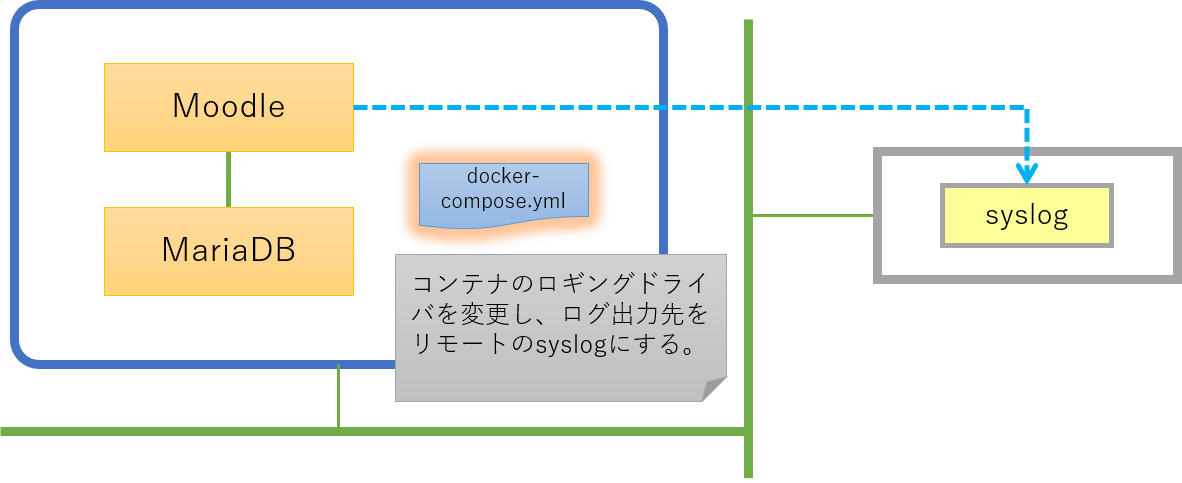 Moodle
MariaDB
docker-
compose.yml
コンテナのロギングドライ
バを変更し、ログ出力先を
リモートのsyslogにする。
syslog